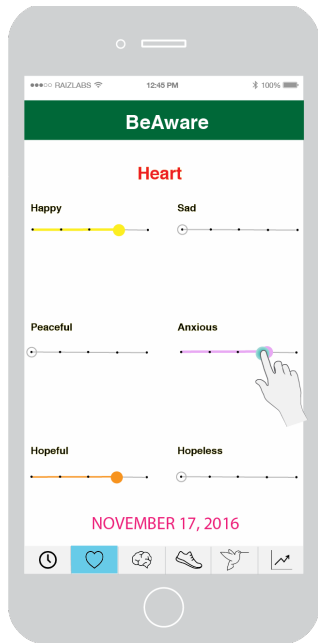 RAIZLABS 12:45 PM 100%
BeAware
Heart
Happy Sad
Peaceful Anxious
Hopeful Hopeless
NOVEMBER 17, 2016